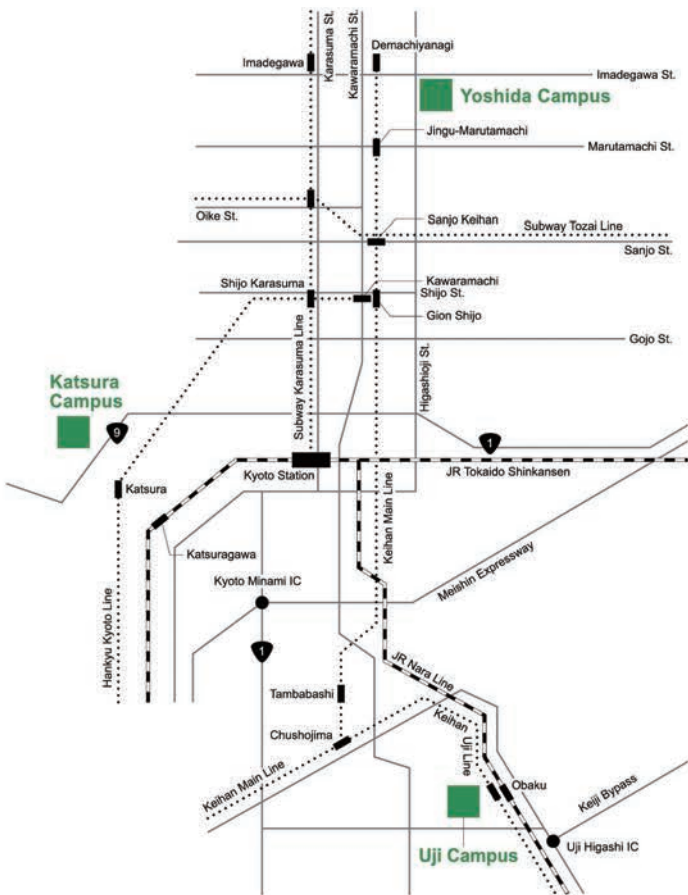 Karasuma St.
Kawaramachi St.
Demachiyanagi
Imadegawa
Imadegawa St.
Yoshida Campus
Jingu-Marutamachi
Marutamachi St.
Oike St.
Sanjo Keihan
Subway Tozai Line
Sanjo St.
Shijo Karasuma
Kawaramachi
Shijo St.
Gion Shijo
Gojo St.
Subway Karasuma Line
Higashioji St.
Katsura
Campus
9
1
Kyoto Station
JR Tokaido Shinkansen
Katsura
Keihan Main Line
Katsuragawa
Meishin Expressway
Kyoto Minami IC
Hankyu Kyoto Line
1
JR Nara Line
Tambabashi
Keihan
Uji Line
Chushojima
Keihan Main Line
Obaku
Keiji Bypass
Uji Campus
Uji Higashi IC